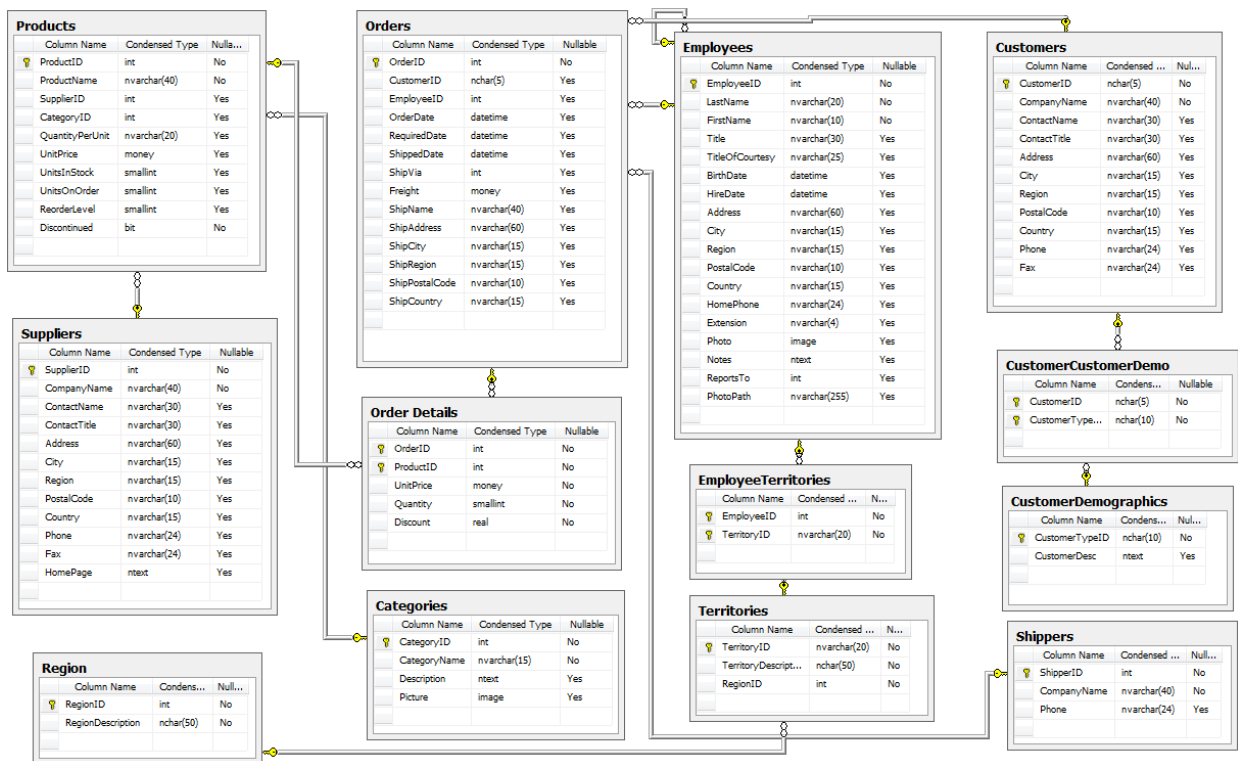 Products
Column Name Condensed Type Nulla...
ProductID int No
ProductName nvarchar(40) No
SupplierID int Yes
CategoryID int Yes
QuantityPerUnit nvarchar(20) Yes
UnitPrice money Yes
UnitsInStock smallint Yes
UnitsOnOrder smallint Yes
ReorderLevel smallint Yes
Discontinued bit No
Orders
Column Name Condensed Type Nullable
OrderID int No
CustomerID nchar(5) Yes
EmployeeID int Yes
OrderDate datetime Yes
RequiredDate datetime Yes
ShippedDate datetime Yes
ShipVia int Yes
Freight money Yes
ShipName nvarchar(40) Yes
ShipAddress nvarchar(60) Yes
ShipCity nvarchar(15) Yes
ShipRegion nvarchar(15) Yes
ShipPostalCode nvarchar(10) Yes
ShipCountry nvarchar(15) Yes
Employees
Column Name Condensed Type Nullable
EmployeeID int No
LastName nvarchar(20) No
FirstName nvarchar(10) No
Title nvarchar(30) Yes
TitleOfCourtesy nvarchar(25) Yes
BirthDate datetime Yes
HireDate datetime Yes
Address nvarchar(60) Yes
City nvarchar(15) Yes
Region nvarchar(15) Yes
PostalCode nvarchar(10) Yes
Country nvarchar(15) Yes
HomePhone nvarchar(24) Yes
Extension nvarchar(4) Yes
Photo image Yes
Notes ntext Yes
ReportsTo int Yes
PhotoPath nvarchar(255) Yes
Customers
Column Name Condensed ... Nul...
CustomerID nchar(5) No
CompanyName nvarchar(40) No
ContactName nvarchar(30) Yes
ContactTitle nvarchar(30) Yes
Address nvarchar(60) Yes
City nvarchar(15) Yes
Region nvarchar(15) Yes
PostalCode nvarchar(10) Yes
Country nvarchar(15) Yes
Phone nvarchar(24) Yes
Fax nvarchar(24) Yes
Suppliers
Column Name Condensed Type Nullable
SupplierID int No
CompanyName nvarchar(40) No
ContactName nvarchar(30) Yes
ContactTitle nvarchar(30) Yes
Address nvarchar(60) Yes
City nvarchar(15) Yes
Region nvarchar(15) Yes
PostalCode nvarchar(10) Yes
Country nvarchar(15) Yes
Phone nvarchar(24) Yes
Fax nvarchar(24) Yes
HomePage ntext Yes
Order Details
Column Name Condensed Type Nullable
OrderID int No
ProductID int No
UnitPrice money No
Quantity smallint No
Discount real No
CustomerCustomerDemo
Column Name Condens... Nullable
CustomerID nchar(5) No
CustomerType... nchar(10) No
EmployeeTerritories
Column Name Condensed ... N...
EmployeeID int No
TerritoryID nvarchar(20) No
CustomerDemographics
Column Name Condens... Nul...
CustomerTypeID nchar(10) No
CustomerDesc ntext Yes
Categories
Column Name Condensed Type Nullable
CategoryID int No
CategoryName nvarchar(15) No
Description ntext Yes
Picture image Yes
Territories
Column Name Condensed ... N...
TerritoryID nvarchar(20) No
TerritoryDescript... nchar(50) No
RegionID int No
Shippers
Column Name Condensed ... Null...
ShipperID int No
CompanyName nvarchar(40) No
Phone nvarchar(24) Yes
Region
Column Name Condens... Null...
RegionID int No
RegionDescription nchar(50) No